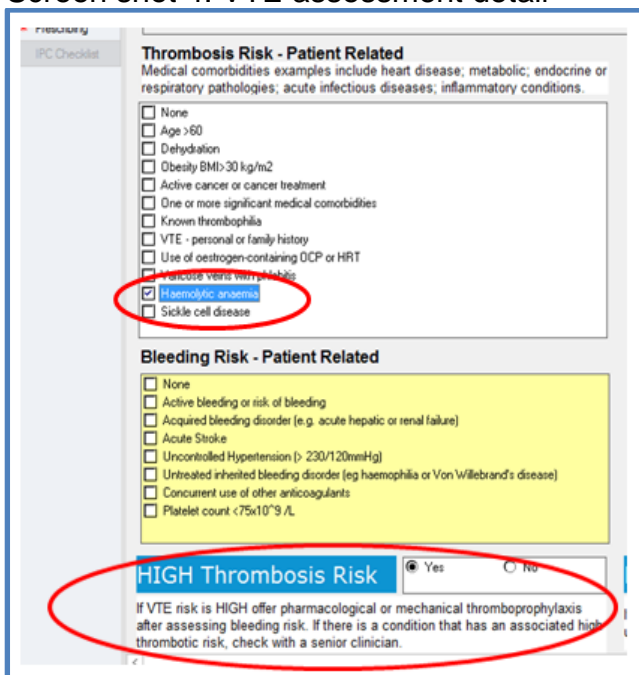 Screen shot 4: VTE assessment detail
Prescribing
IPC Checklist
Thrombosis Risk - Patient Related
Medical comorbidities examples include heart disease; metabolic; endocrine or
respiratory pathologies; acute infectious diseases; inflammatory conditions.
None
Age >60
Dehydration
Obesity BMI>30 kg/m2
Active cancer or cancer treatment
One or more significant medical comorbidities
Known thrombophilia
VTE - personal or family history
Use of oestrogen-containing OCP or HRT
Varicose veins with phlebitis
Haemolytic anaemia
Sickle cell disease
Bleeding Risk - Patient Related
None
Active bleeding or risk of bleeding
Acquired bleeding disorder (e.g. acute hepatic or renal failure)
Acute Stroke
Uncontrolled Hypertension (> 230/120mmHg)
Untreated inherited bleeding disorder (eg haemophilia or Von Willebrand's disease)
Concurrent use of other anticoagulants
Platelet count <75x10^9 /L
HIGH Thrombosis Risk
Yes No
If VTE risk is HIGH offer pharmacological or mechanical thromboprophylaxis
after assessing bleeding risk. If there is a condition that has an associated high
thrombotic risk, check with a senior clinician.